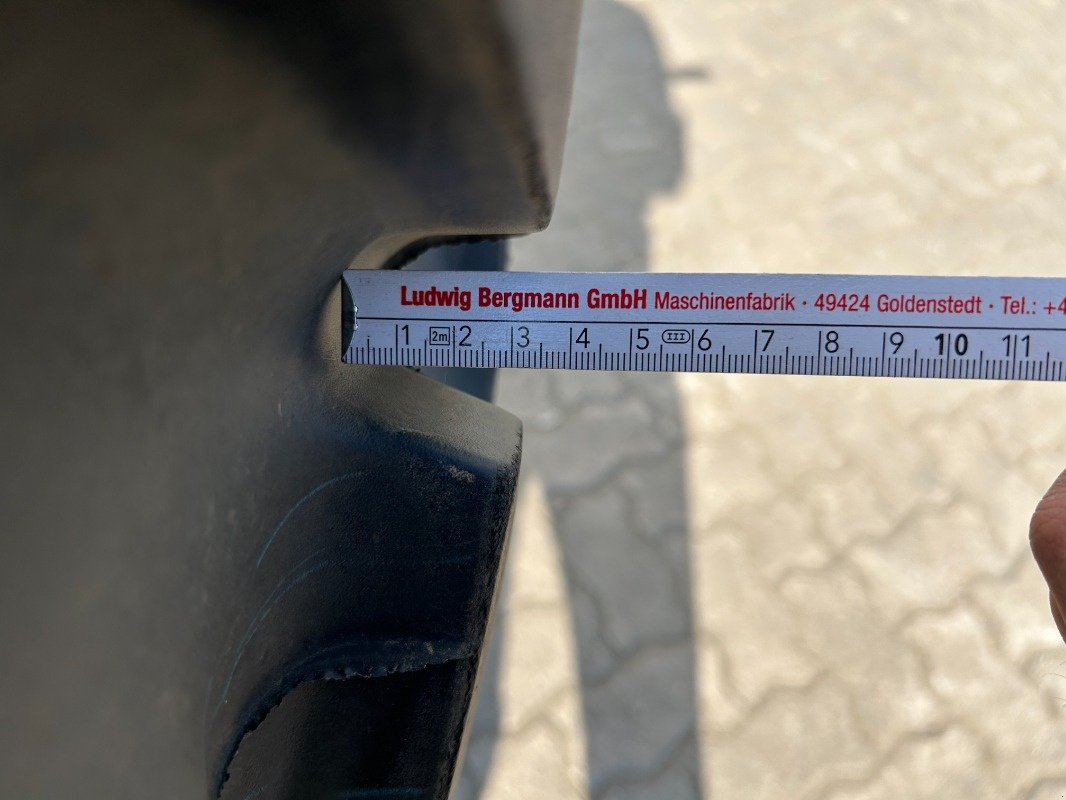 Ludwig Bergmann GmbH Maschinenfabrik · 49424 Goldenstedt · Tel.: +4
1 2m 2 3 4 5 III 6 7 8 9 10 11